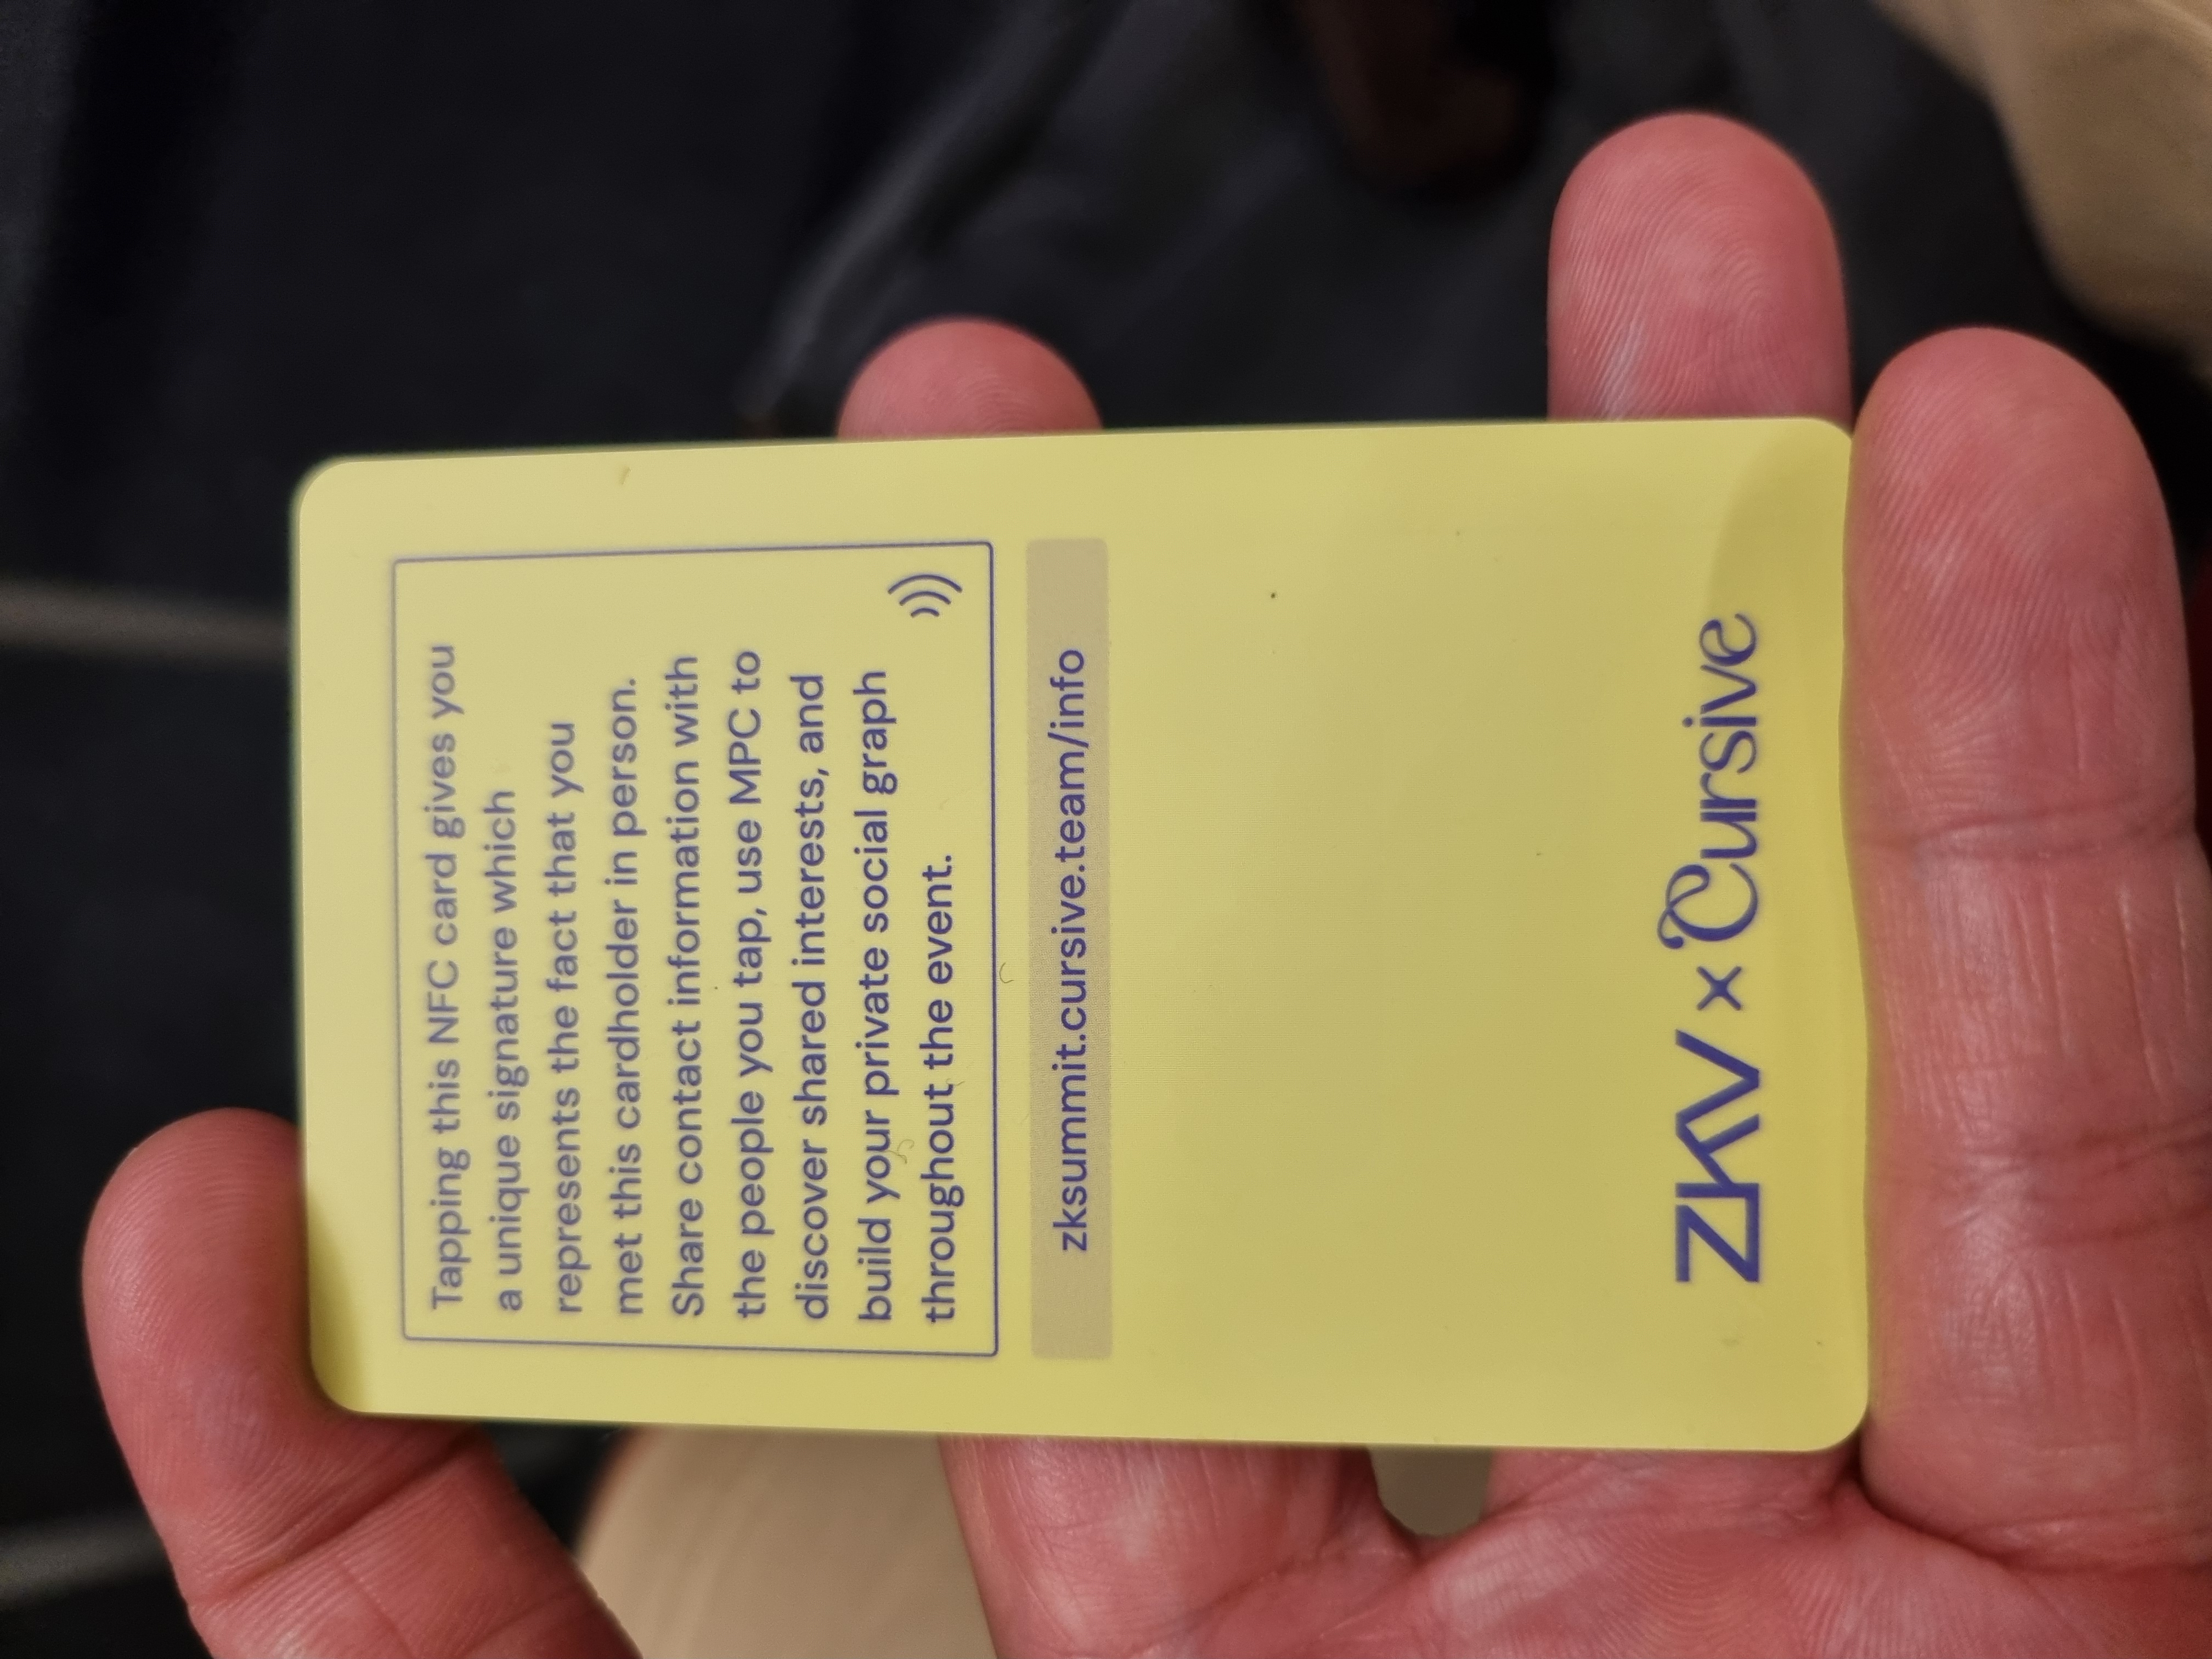 Tapping this NFC card gives you
a unique signature which
represents the fact that you
met this cardholder in person.
Share contact information with
the people you tap, use MPC to
discover shared interests, and
build your private social graph
throughout the event.
zksummit.cursive.team/info
ZKV × Cursive